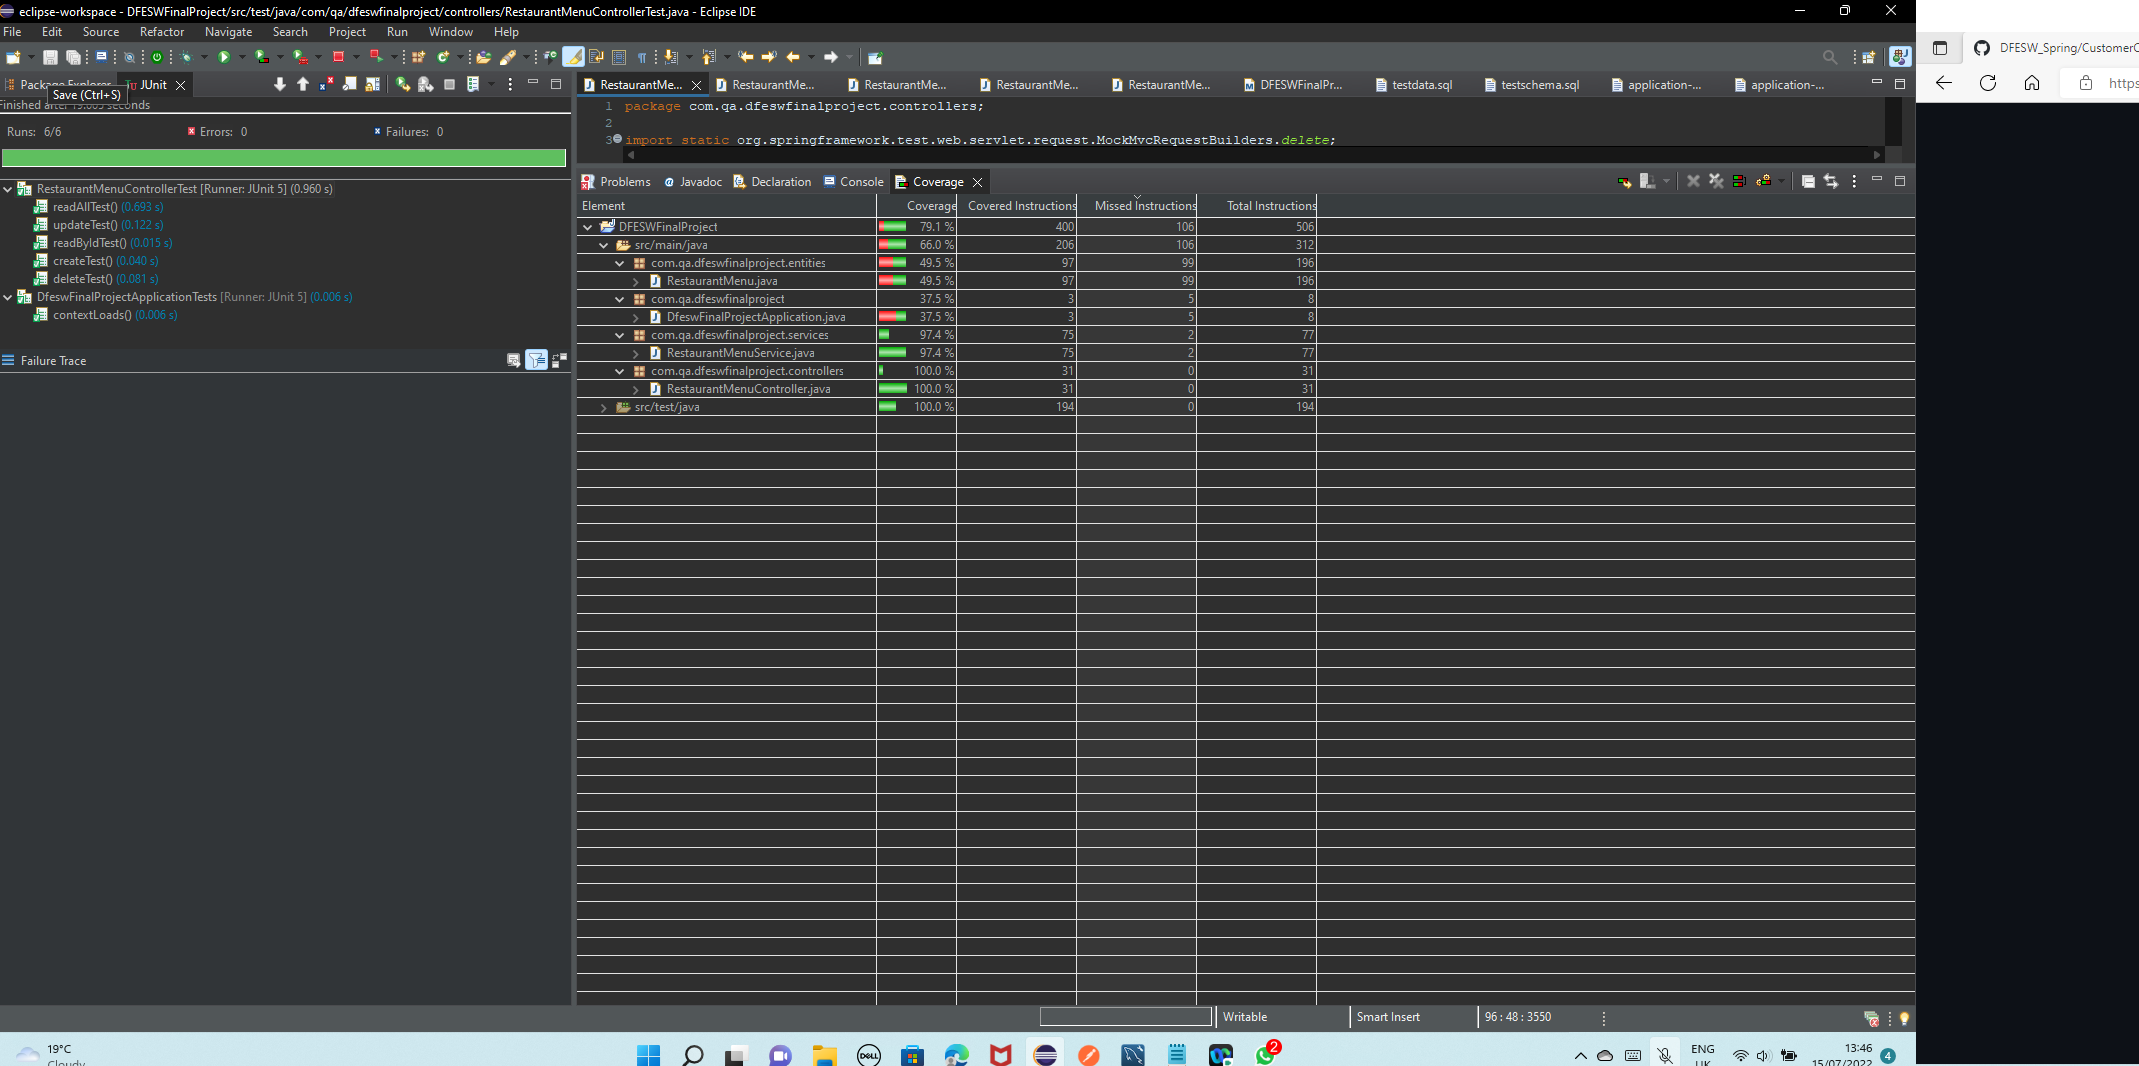 eclipse-workspace - DFESWFinalProject/src/test/java/com/qa/dfeswfinalproject/controllers/RestaurantMenuControllerTest.java - Eclipse IDE
File Edit Source Refactor Navigate Search Project Run Window Help
DFESW_Spring/CustomerC
https
Package Explorer JUnit
Save (Ctrl+S)
RestaurantMe... RestaurantMe... RestaurantMe... RestaurantMe... RestaurantMe... DFESWFinalPr... testdata.sql testschema.sql application-... application-...
Finished after seconds
Runs: 6/6 Errors: 0 Failures: 0
1 package com.qa.dfeswfinalproject.controllers;
2
3 import static org.springframework.test.web.servlet.request.MockMvcRequestBuilders.delete;
RestaurantMenuControllerTest [Runner: JUnit 5] (0.960 s)
readAllTest() (0.693 s)
updateTest() (0.122 s)
readByIdTest() (0.015 s)
createTest() (0.040 s)
deleteTest() (0.081 s)
DfeswFinalProjectApplicationTests [Runner: JUnit 5] (0.006 s)
contextLoads() (0.006 s)
Failure Trace
Problems Javadoc Declaration Console Coverage
Element Coverage Covered Instructions Missed Instructions Total Instructions
DFESWFinalProject 79.1 % 400 106 506
src/main/java 66.0 % 206 106 312
com.qa.dfeswfinalproject.entities 49.5 % 97 99 196
RestaurantMenu.java 49.5 % 97 99 196
com.qa.dfeswfinalproject 37.5 % 3 5 8
DfeswFinalProjectApplication.java 37.5 % 3 5 8
com.qa.dfeswfinalproject.services 97.4 % 75 2 77
RestaurantMenuService.java 97.4 % 75 2 77
com.qa.dfeswfinalproject.controllers 100.0 % 31 0 31
RestaurantMenuController.java 100.0 % 31 0 31
src/test/java 100.0 % 194 0 194
Writable Smart Insert 96 : 48 : 3550
19°C
Cloudy
DELL
2
ENG
UK
13:46
15/07/2022
4